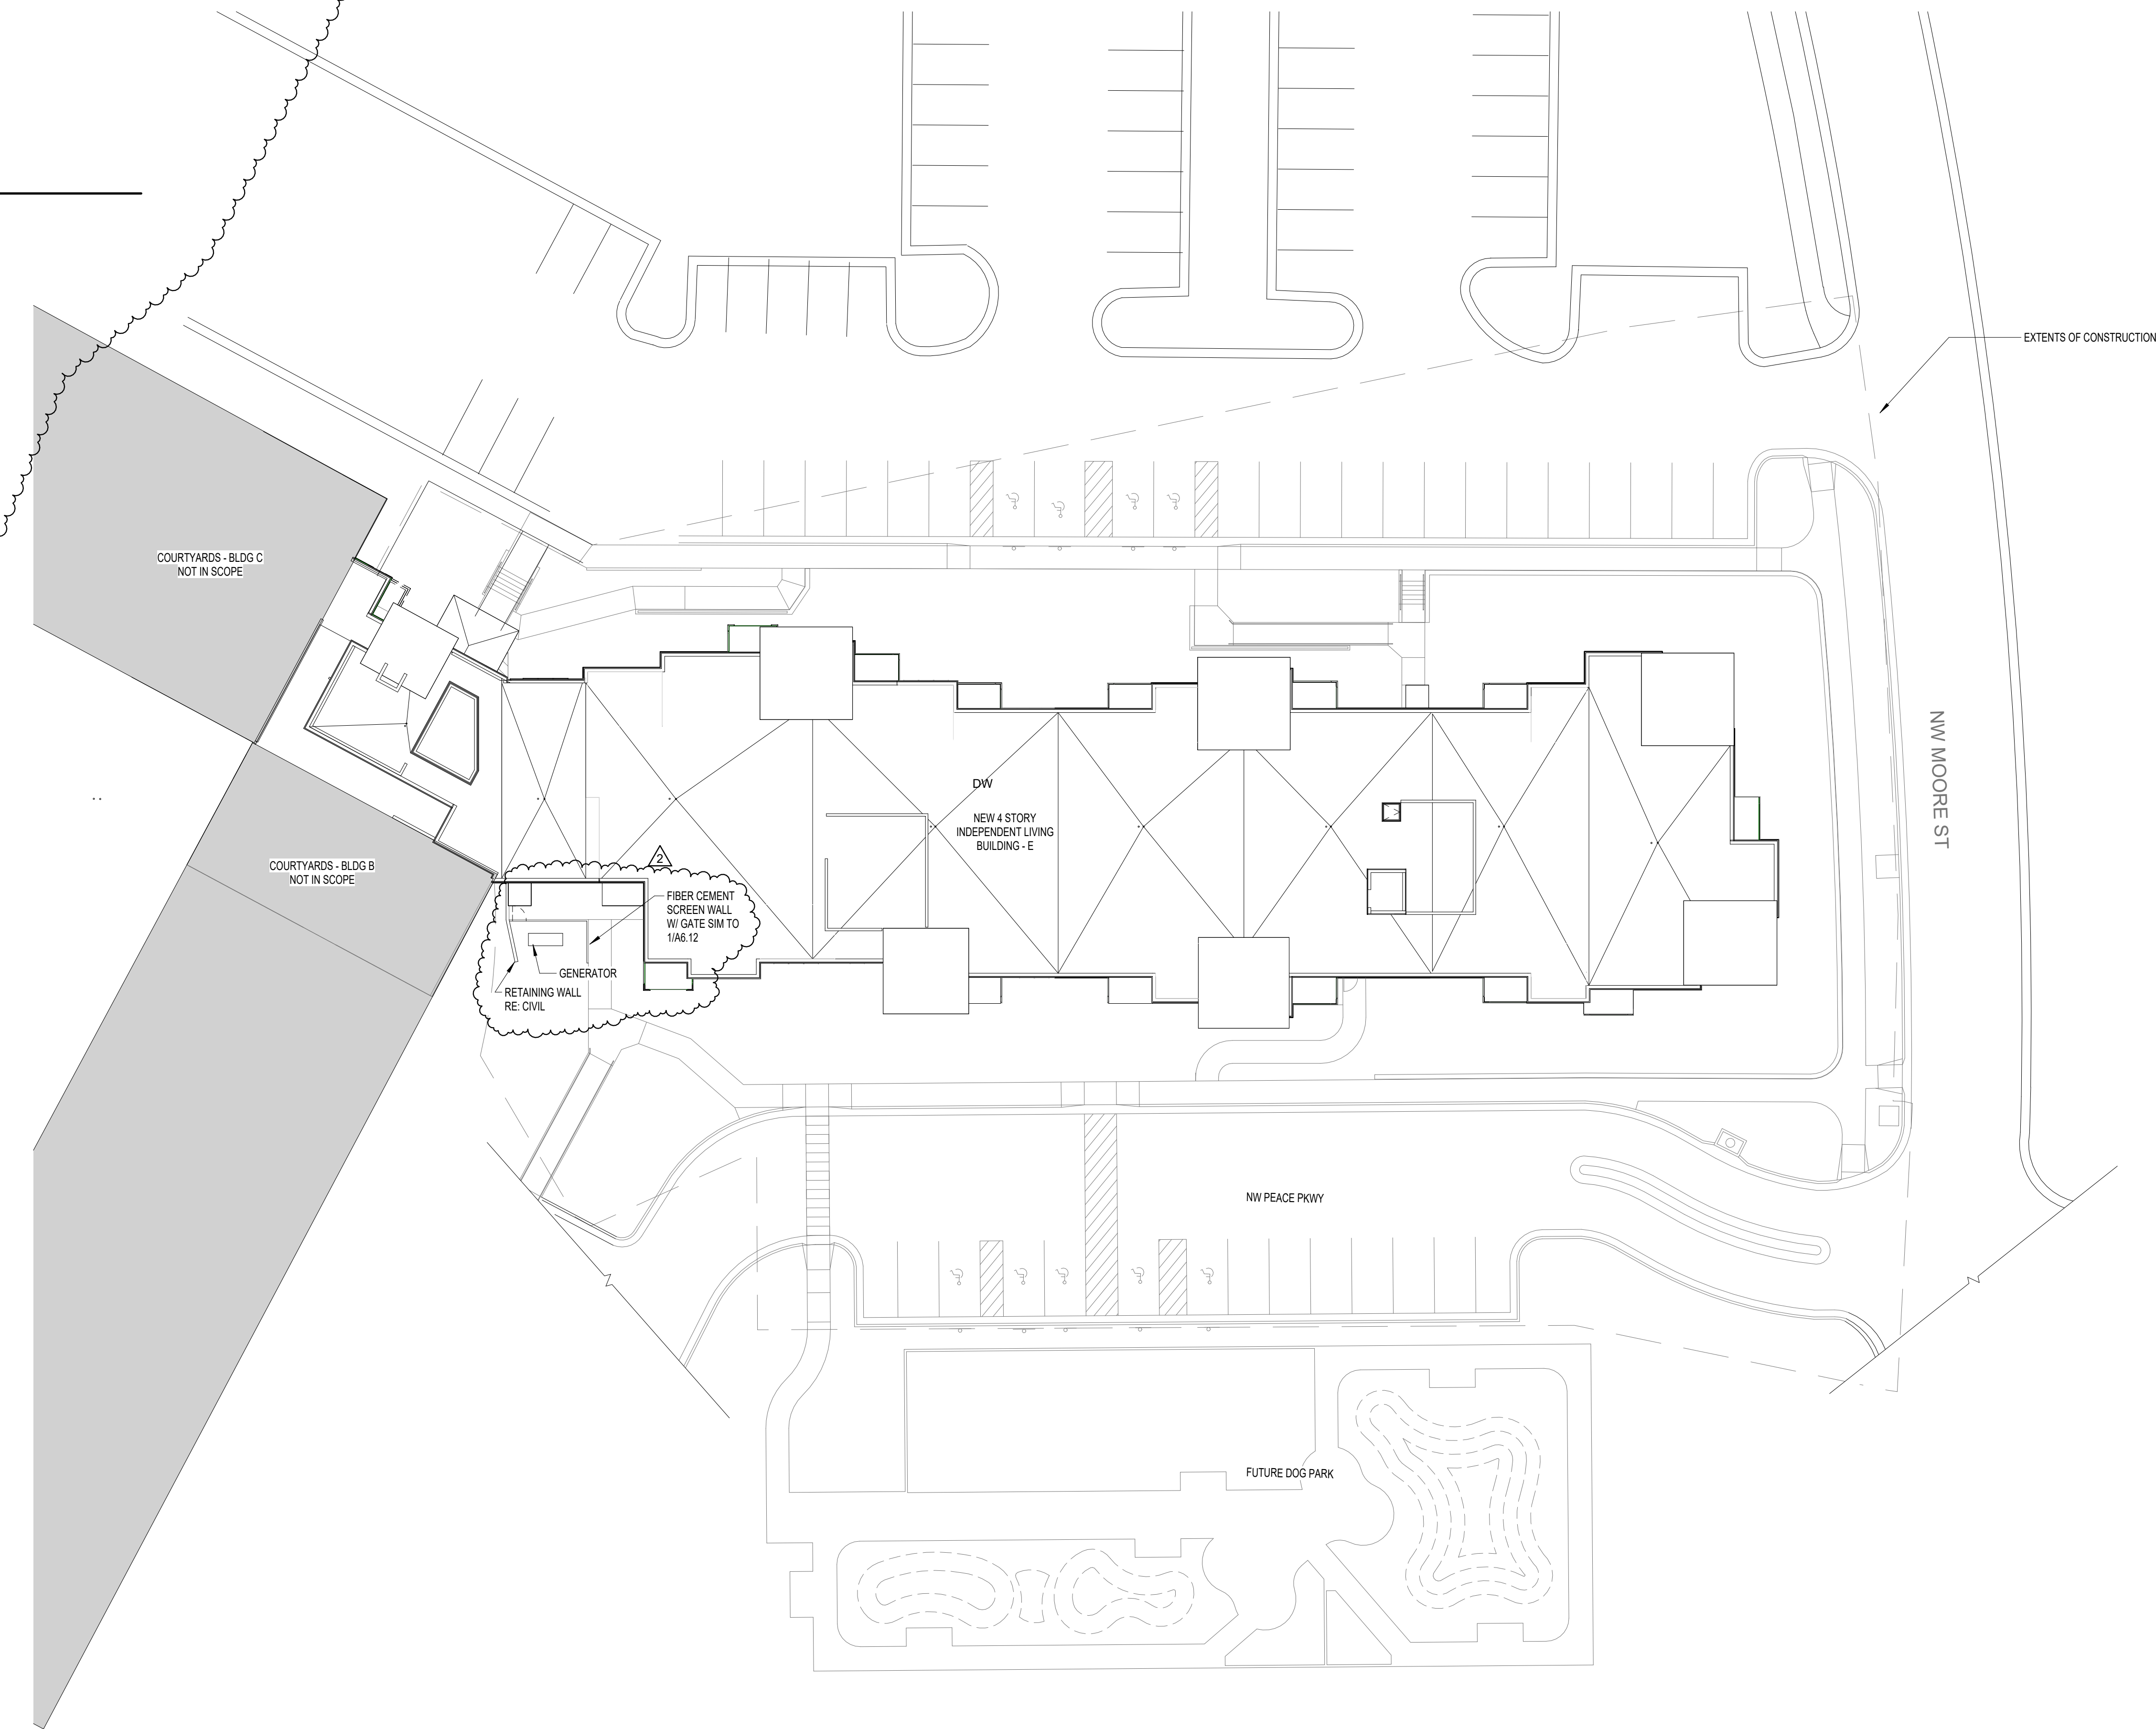 EXTENTS OF CONSTRUCTION
COURTYARDS - BLDG C
NOT IN SCOPE
NW MOORE ST
DW
NEW 4 STORY
INDEPENDENT LIVING
BUILDING - E
COURTYARDS - BLDG B
NOT IN SCOPE
2
FIBER CEMENT
SCREEN WALL
W/ GATE SIM TO
1/A6.12
GENERATOR
RETAINING WALL
RE: CIVIL
NW PEACE PKWY
FUTURE DOG PARK